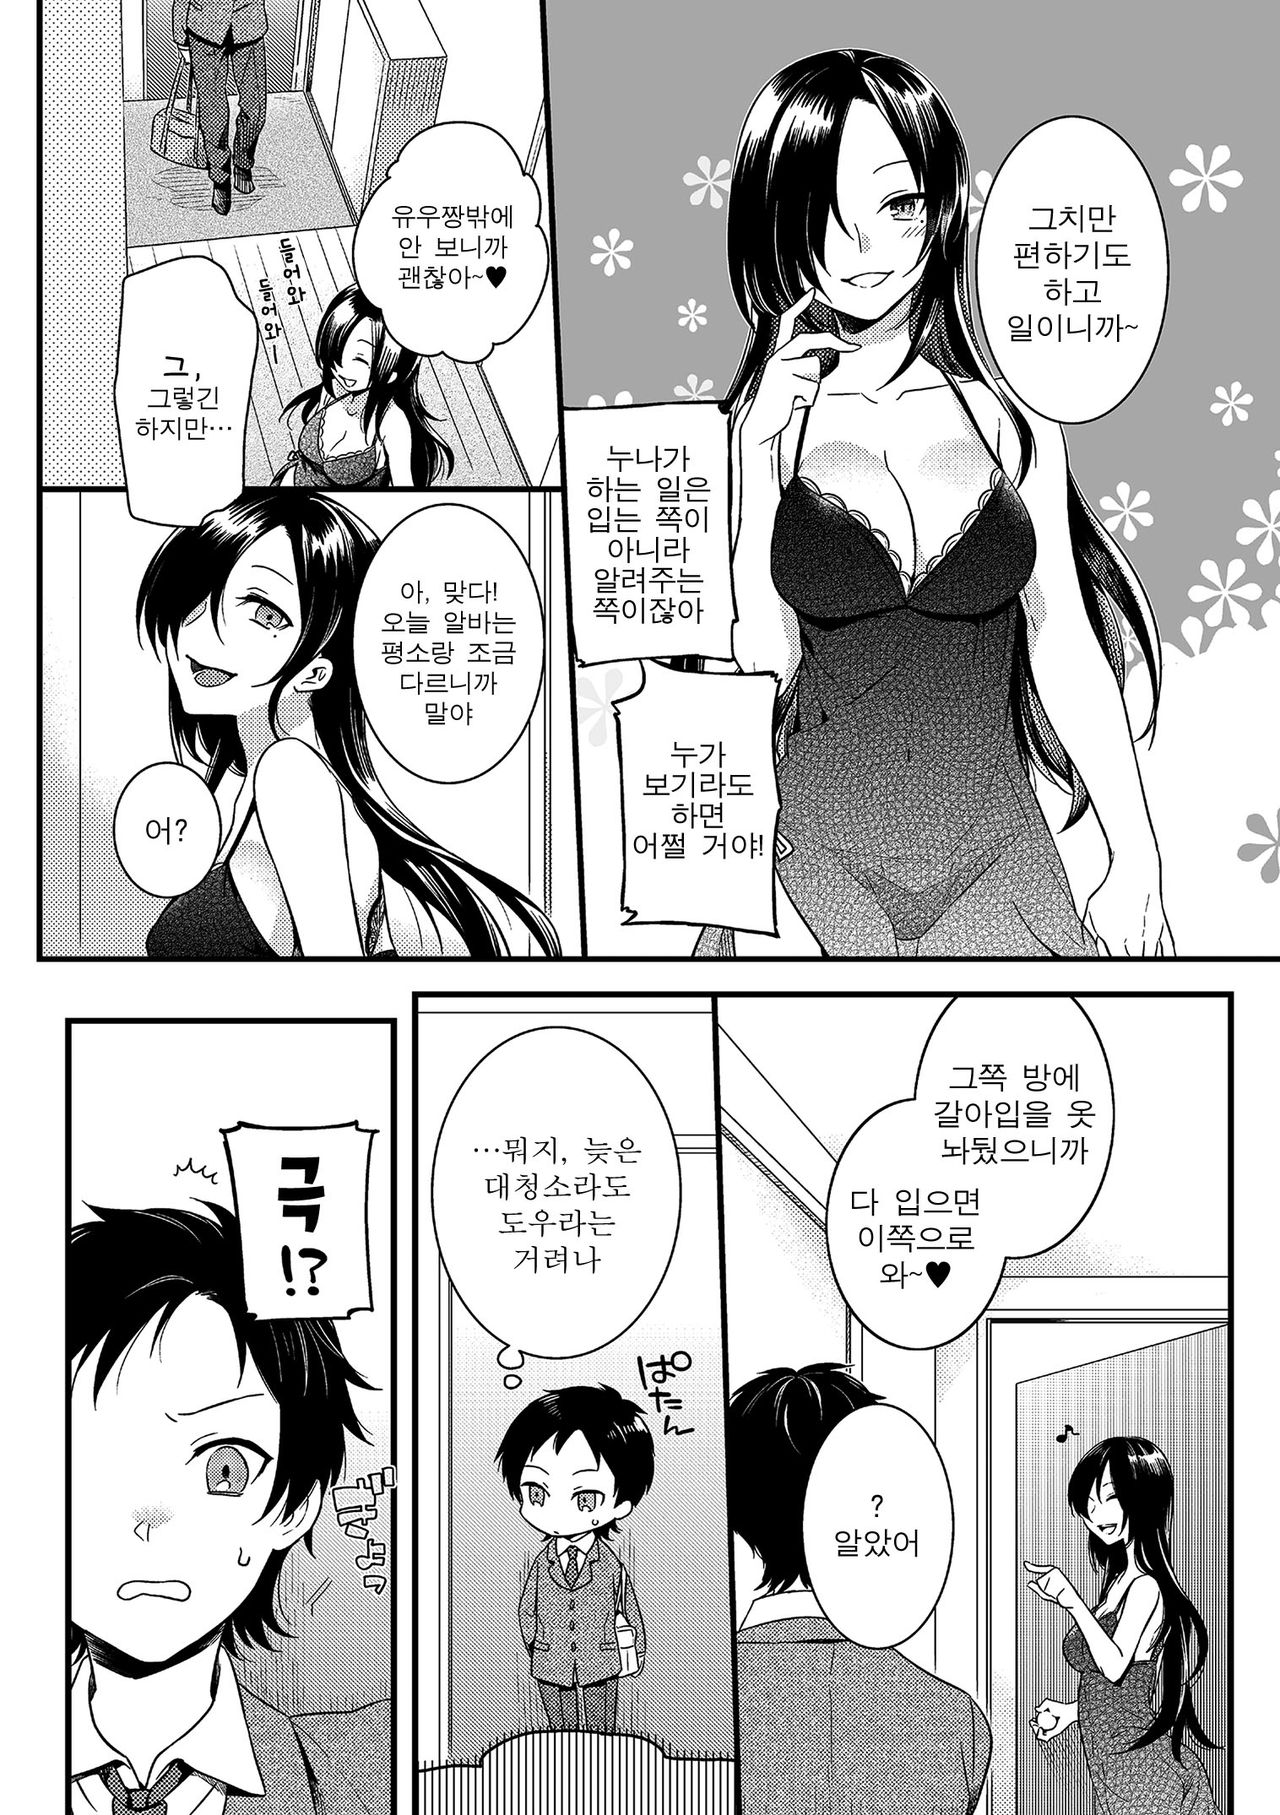 그치만
편하기도
하고
일이니까~
누나가
하는 일은
입는 쪽이
아니라
알려주는
쪽이잖아
누가
보기라도
하면
어쩔 거야!
유우짱밖에
안 보니까
괜찮아~♥
들어와
들어와ー
그,
그렇긴
하지만…
아, 맞다!
오늘 알바는
평소랑 조금
다르니까
말야
어?
그쪽 방에
갈아입을 옷
놔뒀으니까
다 입으면
이쪽으로
와~♥
♪
?
알았어
…뭐지, 늦은
대청소라도
도우라는
거려나
ぱたん
극
!?
ぎょっ